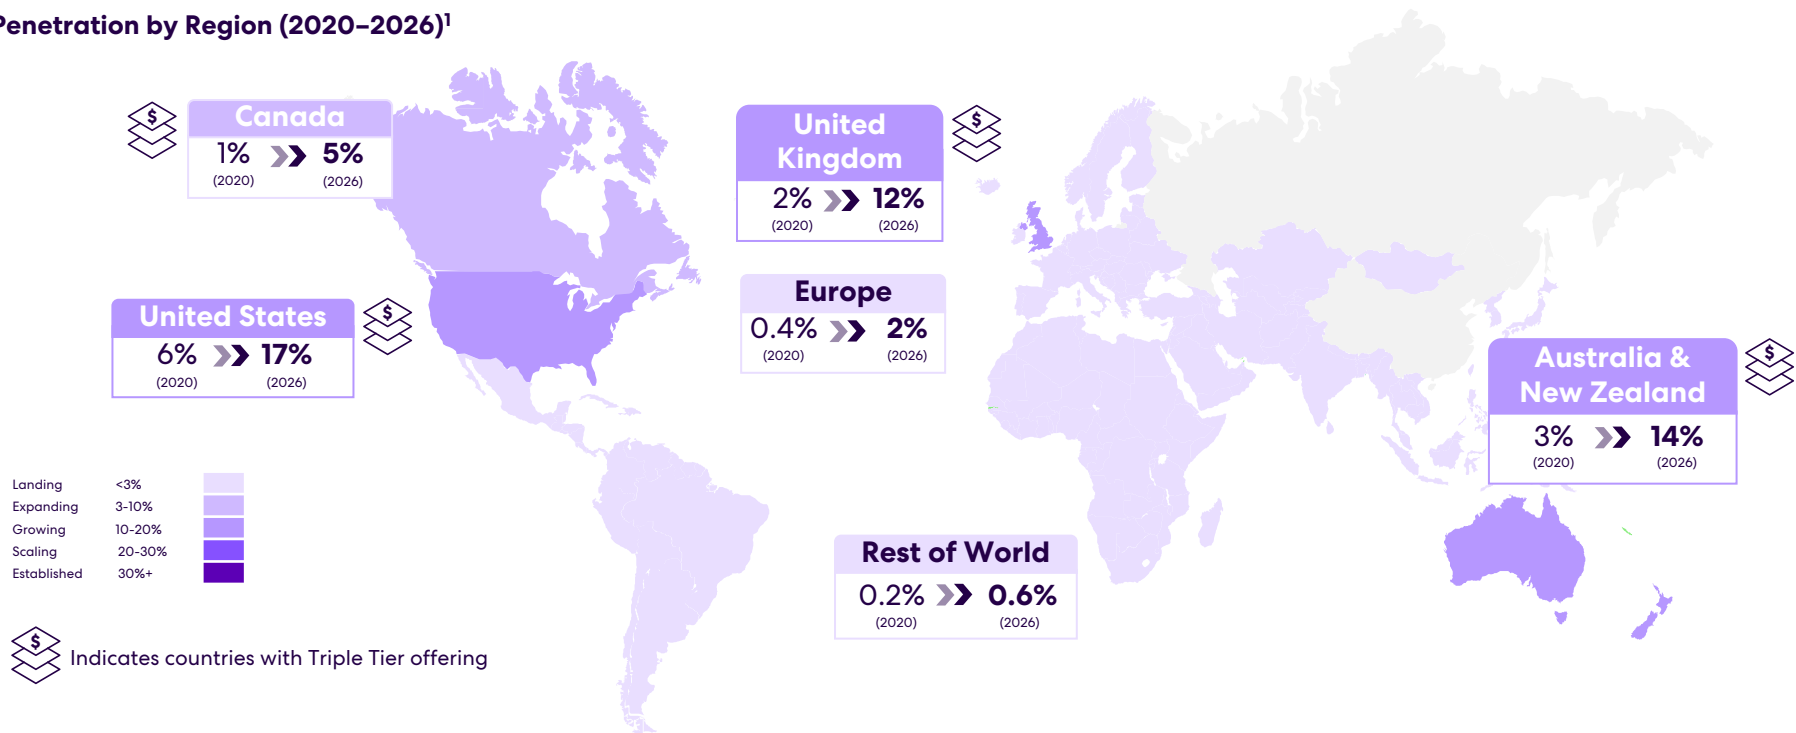 Penetration by Region (2020–2026)¹
Canada
1% 5%
(2020) (2026)
United States
6% 17%
(2020) (2026)
United
Kingdom
2% 12%
(2020) (2026)
Europe
0.4% 2%
(2020) (2026)
Rest of World
0.2% 0.6%
(2020) (2026)
Australia &
New Zealand
3% 14%
(2020) (2026)
Landing <3%
Expanding 3-10%
Growing 10-20%
Scaling 20-30%
Established 30%+
$ Indicates countries with Triple Tier offering
$
$
$
$